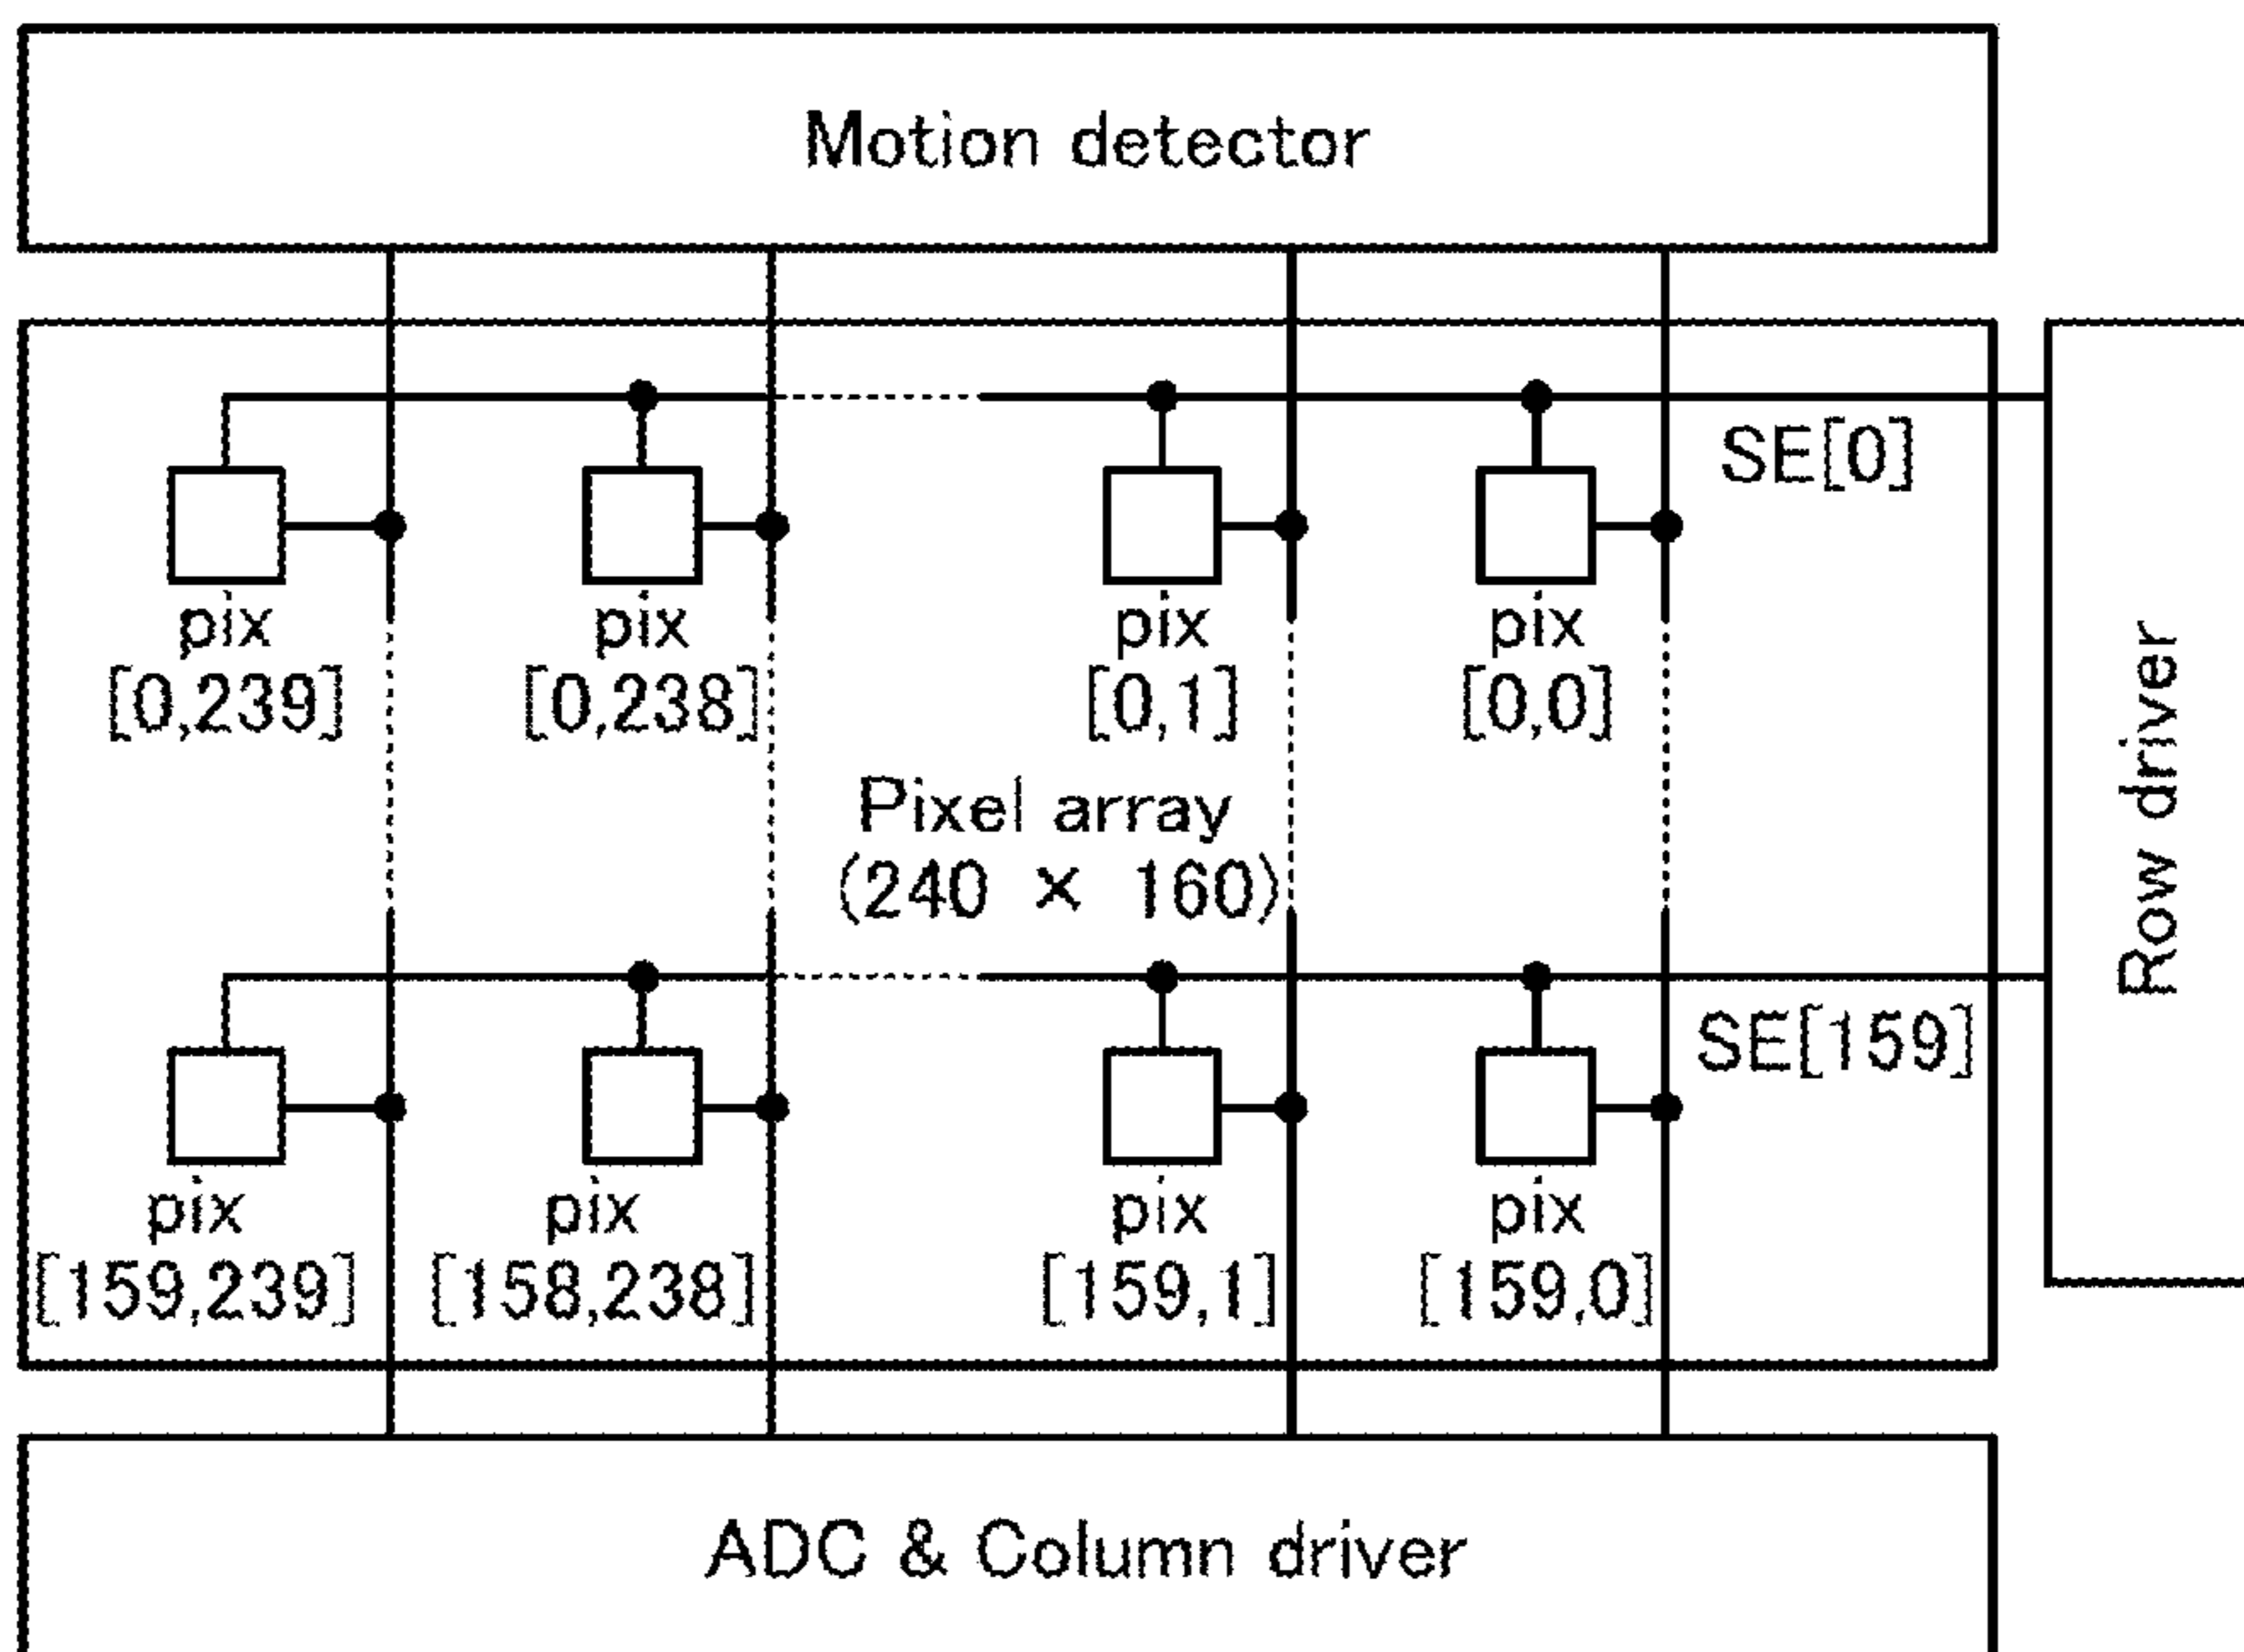 Motion detector
SE[0]
pix
[0,239]
pix
[0,238]
pix
[0,1]
pix
[0,0]
Pixel array
(240 × 160)
Row driver
SE[159]
pix
[159,239]
pix
[158,238]
pix
[159,1]
pix
[159,0]
ADC & Column driver